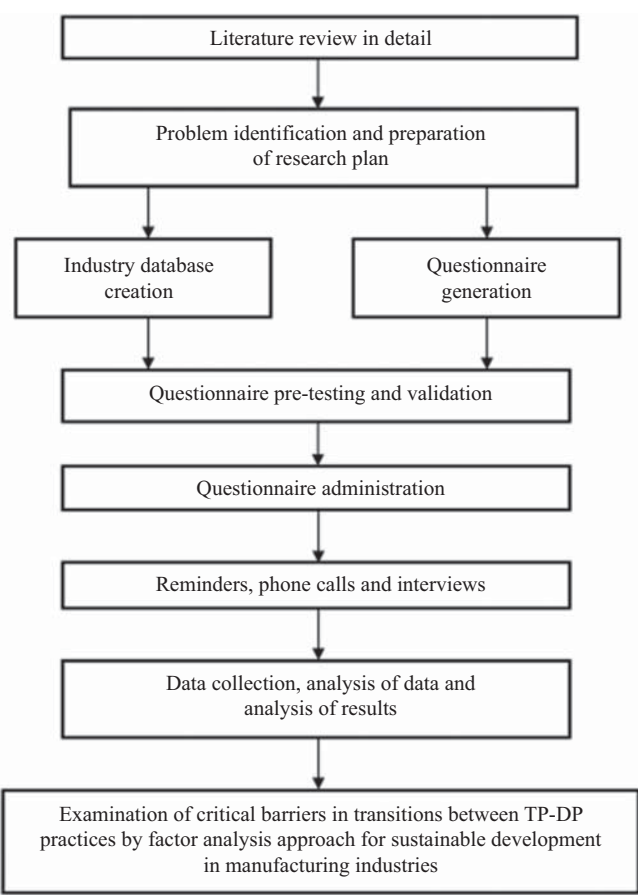 Literature review in detail
Problem identification and preparation
of research plan
Industry database
creation
Questionnaire
generation
Questionnaire pre-testing and validation
Questionnaire administration
Reminders, phone calls and interviews
Data collection, analysis of data and
analysis of results
Examination of critical barriers in transitions between TP-DP
practices by factor analysis approach for sustainable development
in manufacturing industries